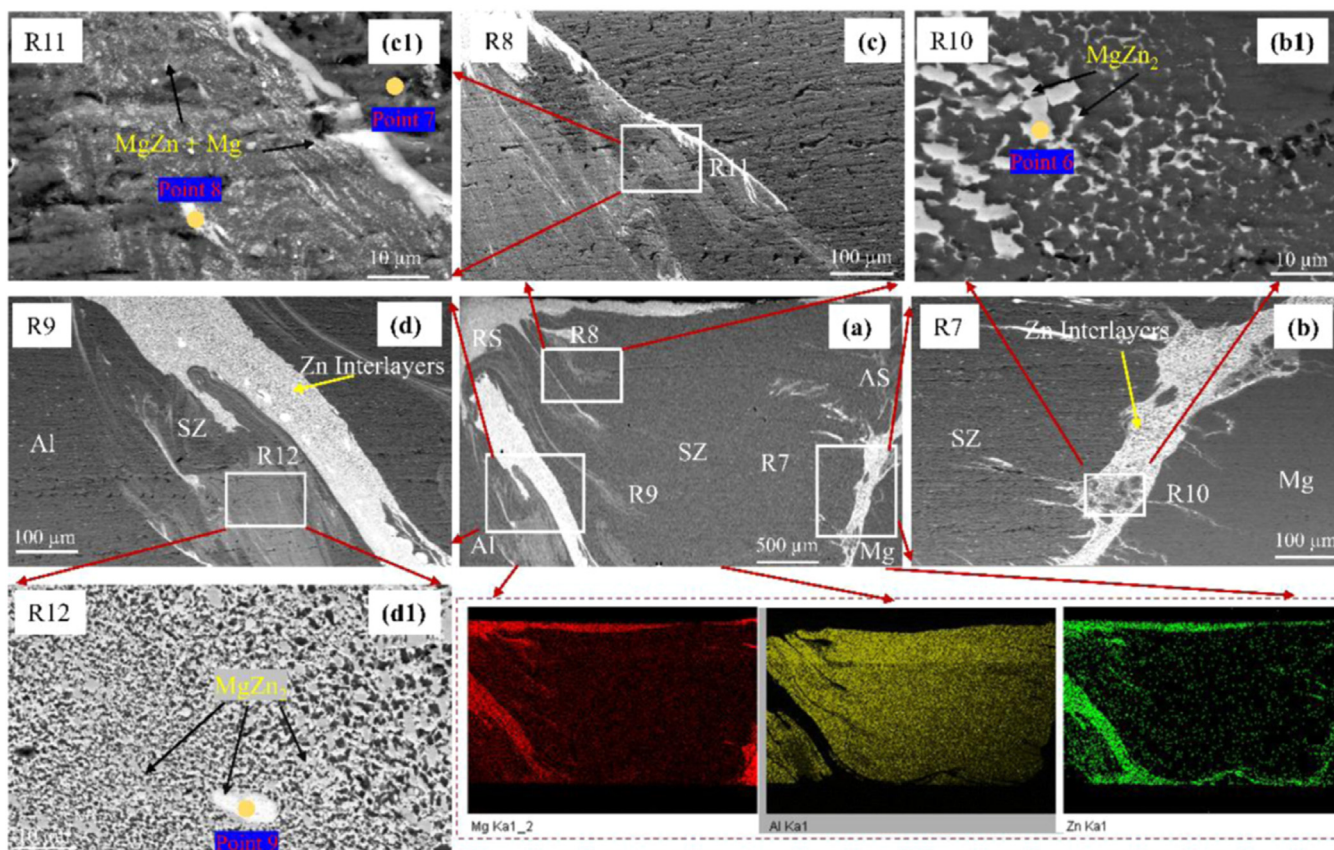 R11
(c1)
Point 7
MgZn + Mg
Point 8
10 µm
R8
(c)
R11
100 µm
R10
(b1)
MgZn₂
Point 6
10 µm
R9
(d)
Zn Interlayers
SZ
Al
R12
100 µm
(a)
RS
R8
AS
SZ
R7
R9
Al
500 µm
Mg
R7
(b)
Zn Interlayers
SZ
R10
Mg
100 µm
R12
(d1)
MgZn₂
Point 9
Mg Ka1_2
Al Ka1
Zn Ka1